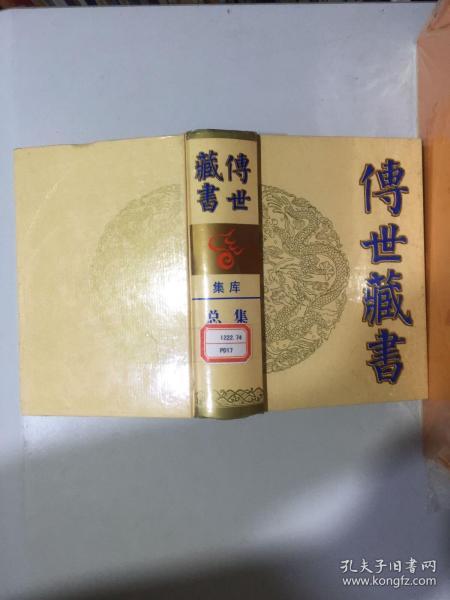 傳世
藏書
集库
总集
1222.74
P017
傳世藏書
孔夫子旧书网
www.kongfz.com